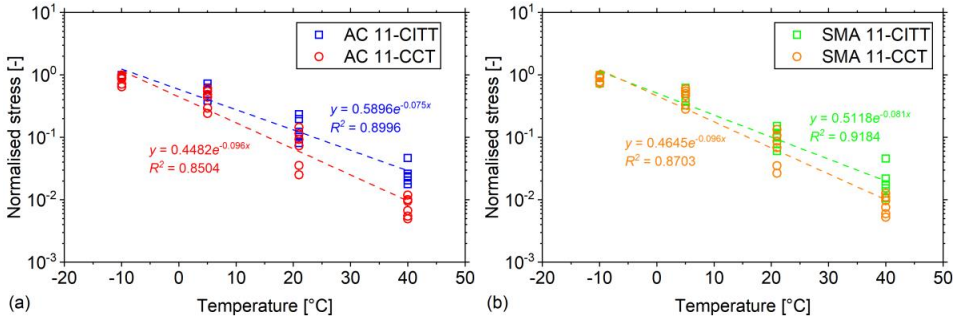 AC 11-CITT
AC 11-CCT
y = 0.5896e^-0.075x
R² = 0.8996
y = 0.4482e^-0.096x
R² = 0.8504
Normalised stress [-]
10¹
10⁰
10⁻¹
10⁻²
10⁻³
-20 -10 0 10 20 30 40 50
(a) Temperature [°C]
SMA 11-CITT
SMA 11-CCT
y = 0.5118e^-0.081x
R² = 0.9184
y = 0.4645e^-0.096x
R² = 0.8703
Normalised stress [-]
10¹
10⁰
10⁻¹
10⁻²
10⁻³
-20 -10 0 10 20 30 40 50
(b) Temperature [°C]